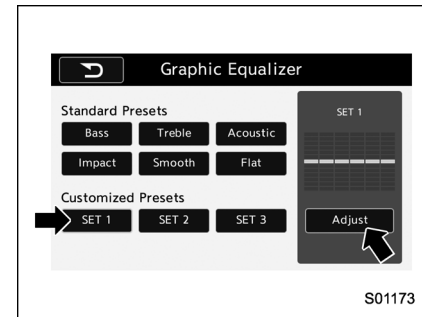 Graphic Equalizer
Standard Presets
Bass Treble Acoustic
Impact Smooth Flat
Customized Presets
SET 1 SET 2 SET 3
SET 1
Adjust
S01173